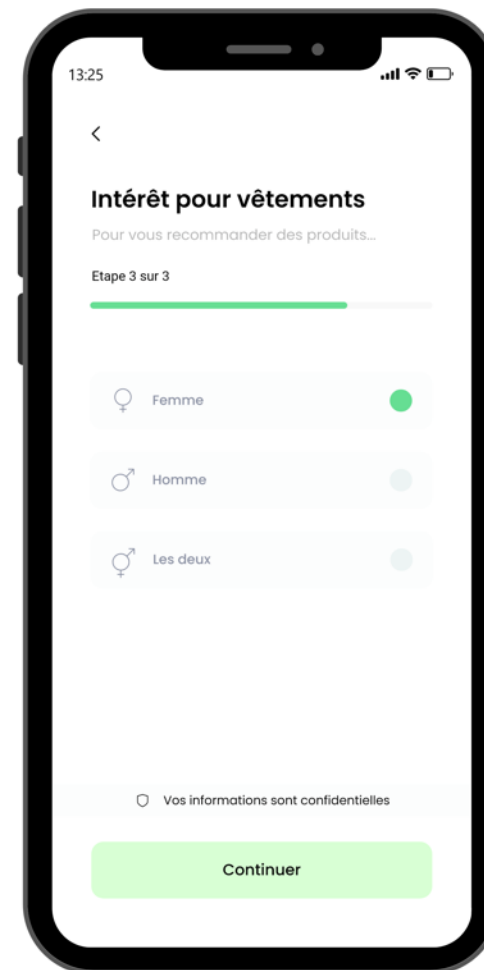 13:25
Intérêt pour vêtements
Pour vous recommander des produits...
Etape 3 sur 3
Femme
Homme
Les deux
Vos informations sont confidentielles
Continuer